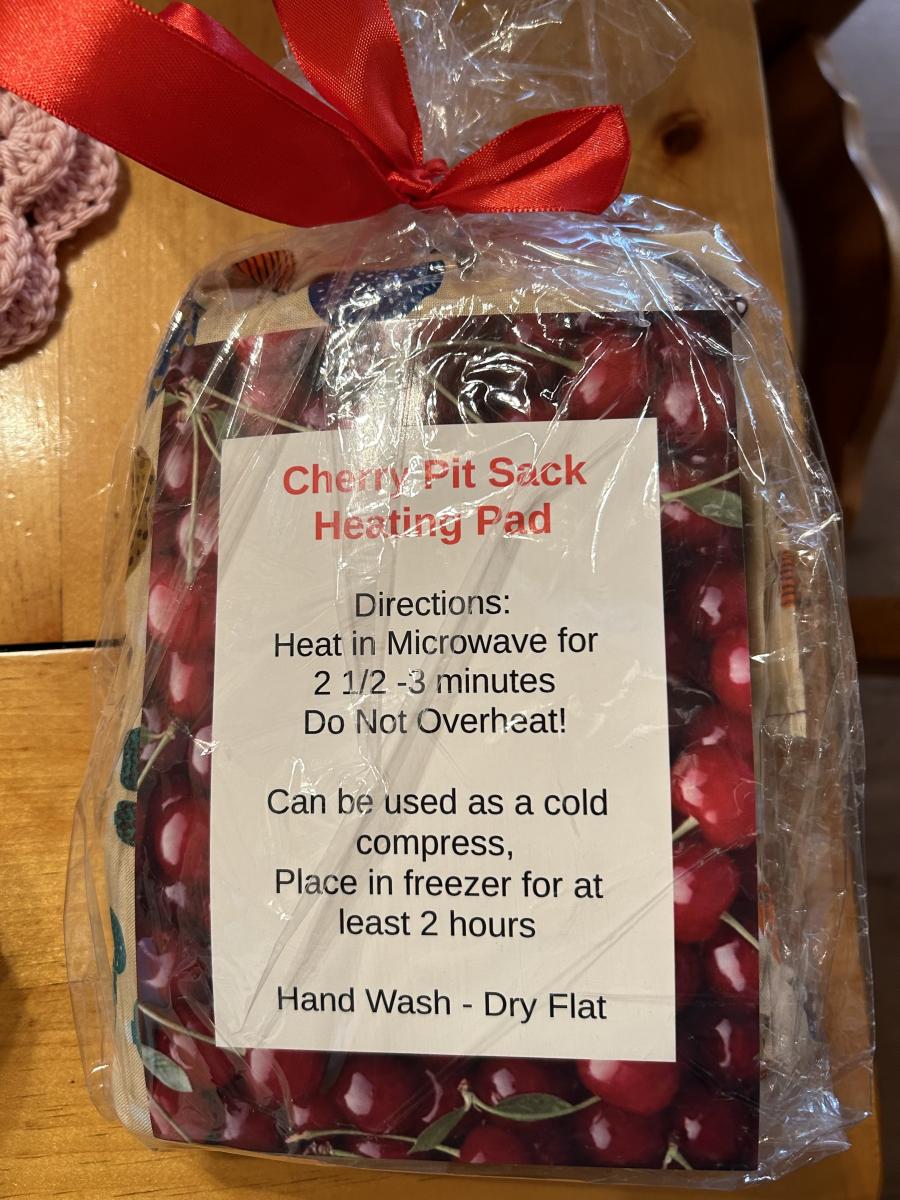 Cherry Pit Sack
Heating Pad
Directions:
Heat in Microwave for
2 1/2 -3 minutes
Do Not Overheat!
Can be used as a cold
compress,
Place in freezer for at
least 2 hours
Hand Wash - Dry Flat